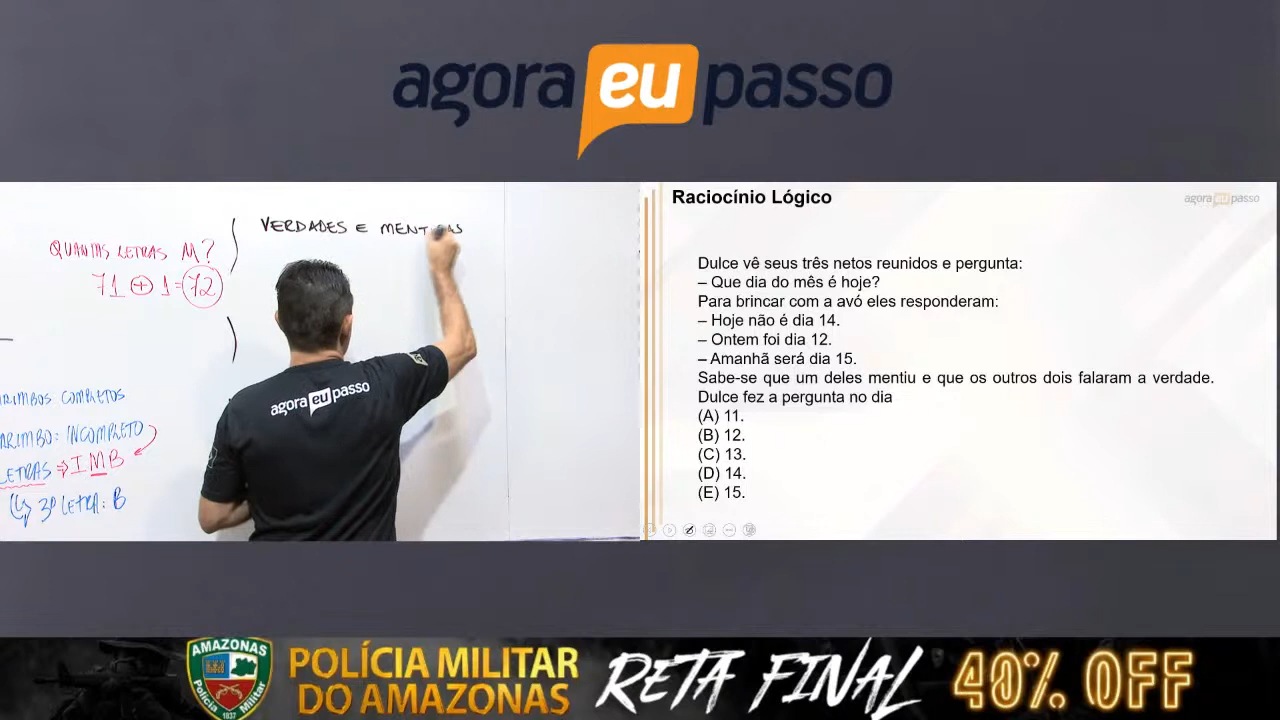 agora eu passo
VERDADES E MENT
QUANTAS LETRAS M?
71 + 1 = 72
COMPLETOS
INCOMPLETO
LETRAS ⇒ IMB
3ª LETRA: B
agora eu passo
Raciocínio Lógico
agora eu passo
Dulce vê seus três netos reunidos e pergunta:
– Que dia do mês é hoje?
Para brincar com a avó eles responderam:
– Hoje não é dia 14.
– Ontem foi dia 12.
– Amanhã será dia 15.
Sabe-se que um deles mentiu e que os outros dois falaram a verdade.
Dulce fez a pergunta no dia
(A) 11.
(B) 12.
(C) 13.
(D) 14.
(E) 15.
AMAZONAS
Polícia Militar
1837
POLÍCIA MILITAR
DO AMAZONAS
RETA FINAL
40% OFF